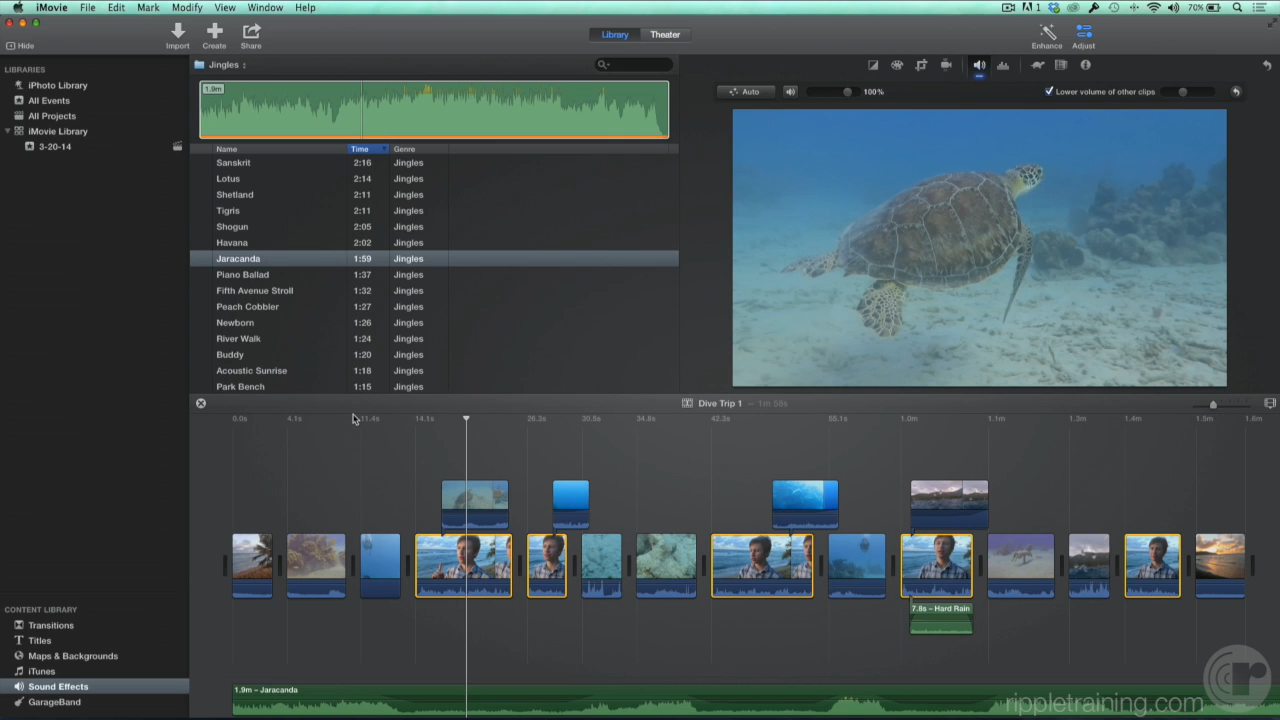 iMovie File Edit Mark Modify View Window Help 1 70%
Hide Import Create Share Library Theater Enhance Adjust
LIBRARIES
iPhoto Library
All Events
All Projects
iMovie Library
3-20-14
Jingles
1.9m
Auto 100% Lower volume of other clips
Name Time Genre
Sanskrit 2:16 Jingles
Lotus 2:14 Jingles
Shetland 2:11 Jingles
Tigris 2:11 Jingles
Shogun 2:05 Jingles
Havana 2:02 Jingles
Jaracanda 1:59 Jingles
Piano Ballad 1:37 Jingles
Fifth Avenue Stroll 1:32 Jingles
Peach Cobbler 1:27 Jingles
Newborn 1:26 Jingles
River Walk 1:24 Jingles
Buddy 1:20 Jingles
Acoustic Sunrise 1:18 Jingles
Park Bench 1:15 Jingles
Dive Trip 1 – 1m 58s
0.0s 4.1s 11.4s 14.1s 26.3s 30.5s 34.8s 42.3s 55.1s 1.0m 1.1m 1.3m 1.4m 1.5m 1.6m
7.8s – Hard Rain
1.9m – Jaracanda
CONTENT LIBRARY
Transitions
Titles
Maps & Backgrounds
iTunes
Sound Effects
GarageBand
rippletraining.com